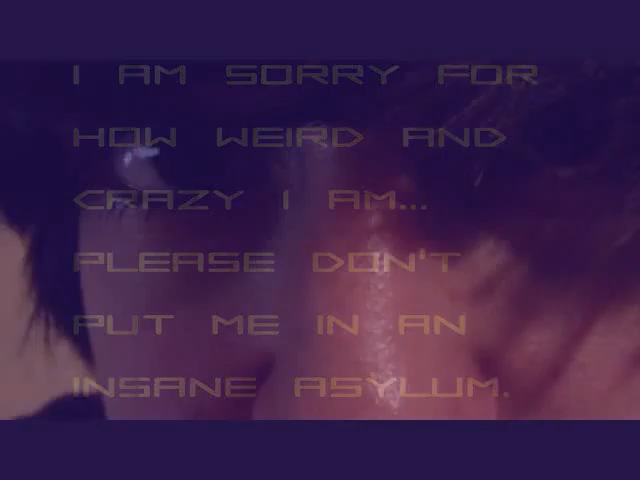 I AM SORRY FOR
HOW WEIRD AND
CRAZY I AM...
PLEASE DON'T
PUT ME IN AN
INSANE ASYLUM.